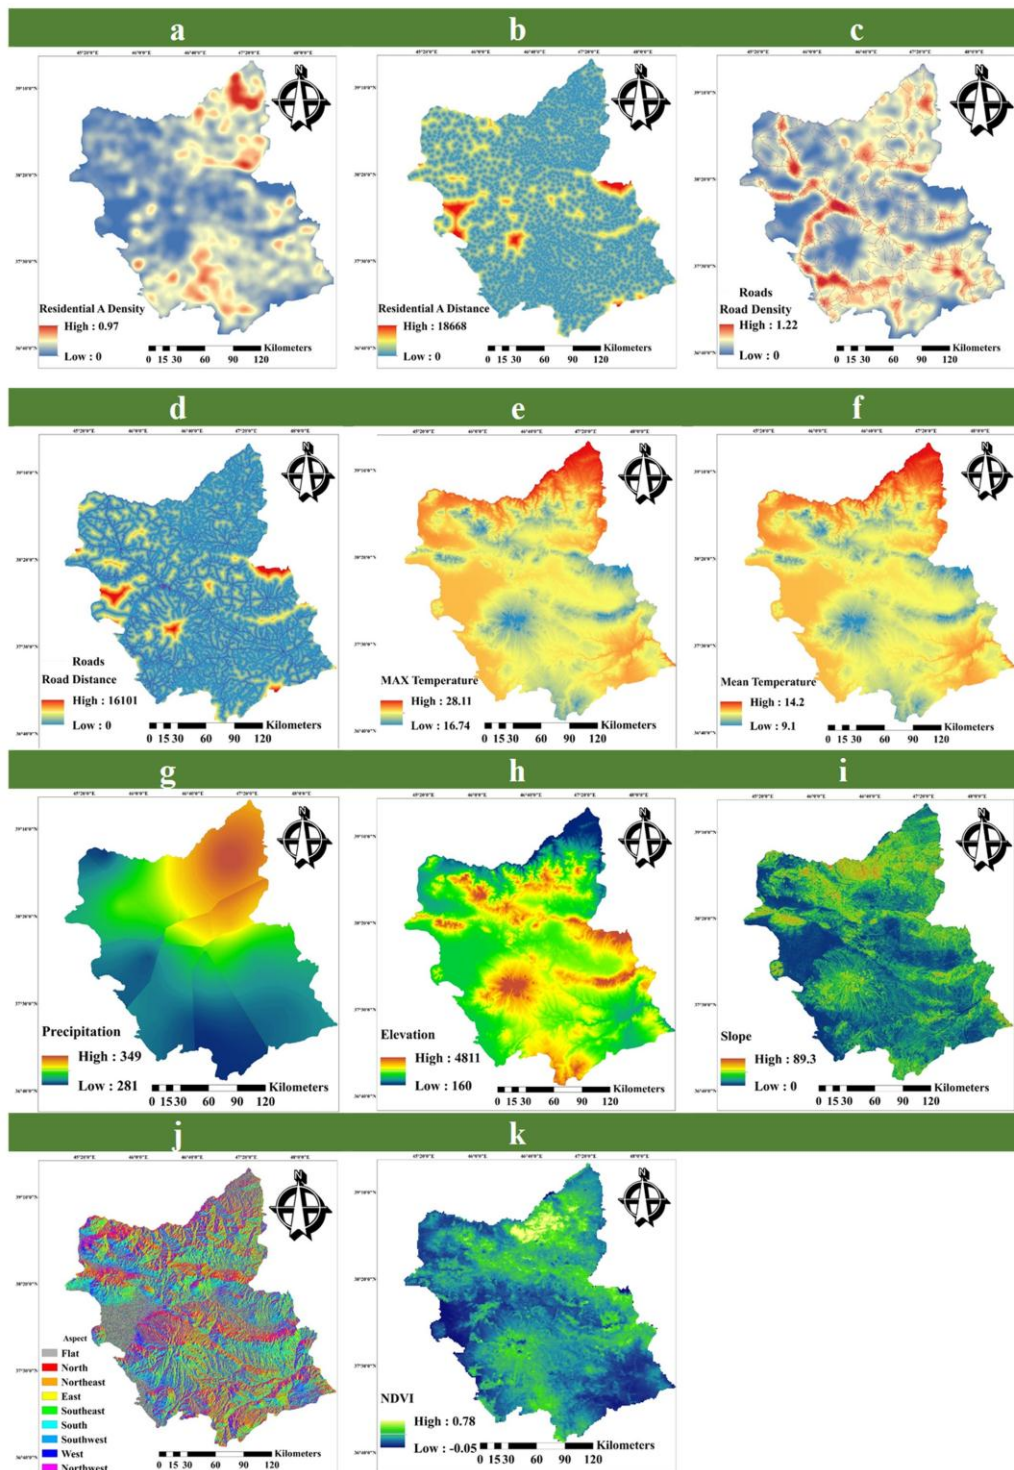 a b c
Residential A Density
High : 0.97
Low : 0
0 15 30 60 90 120 Kilometers
Residential A Distance
High : 18668
Low : 0
0 15 30 60 90 120 Kilometers
Roads
Road Density
High : 1.22
Low : 0
0 15 30 60 90 120 Kilometers
d e f
Roads
Road Distance
High : 16101
Low : 0
0 15 30 60 90 120 Kilometers
MAX Temperature
High : 28.11
Low : 16.74
0 15 30 60 90 120 Kilometers
Mean Temperature
High : 14.2
Low : 9.1
0 15 30 60 90 120 Kilometers
g h i
Precipitation
High : 349
Low : 281
0 15 30 60 90 120 Kilometers
Elevation
High : 4811
Low : 160
0 15 30 60 90 120 Kilometers
Slope
High : 89.3
Low : 0
0 15 30 60 90 120 Kilometers
j k
Aspect
Flat
North
Northeast
East
Southeast
South
Southwest
West
Northwest
0 15 30 60 90 120 Kilometers
NDVI
High : 0.78
Low : -0.05
0 15 30 60 90 120 Kilometers